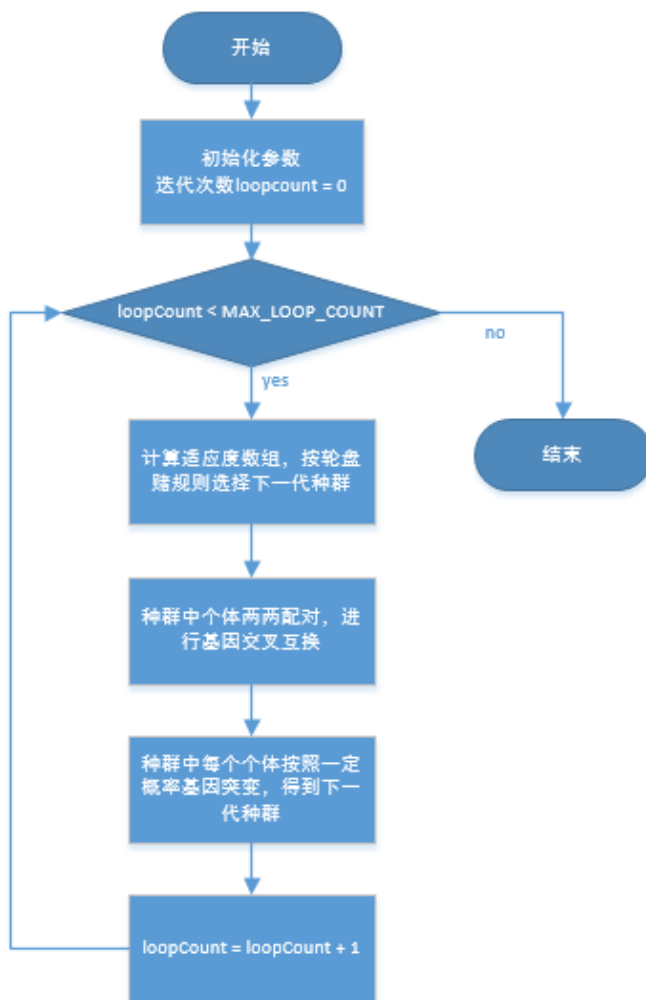 开始
初始化参数
迭代次数loopcount = 0
loopCount < MAX_LOOP_COUNT
no
yes
计算适应度数组，按轮盘
赌规则选择下一代种群
结束
种群中个体两两配对，进
行基因交叉互换
种群中每个个体按照一定
概率基因突变，得到下一
代种群
loopCount = loopCount + 1